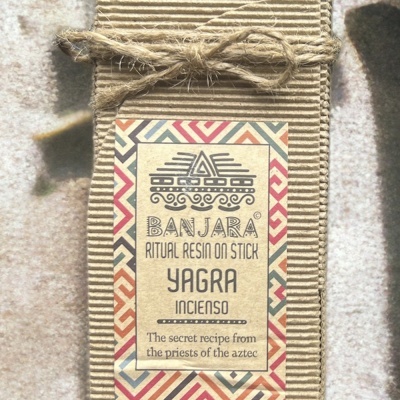 BANJARA©
RITUAL RESIN ON STICK
YAGRA
INCIENSO
The secret recipe from
the priests of the aztec